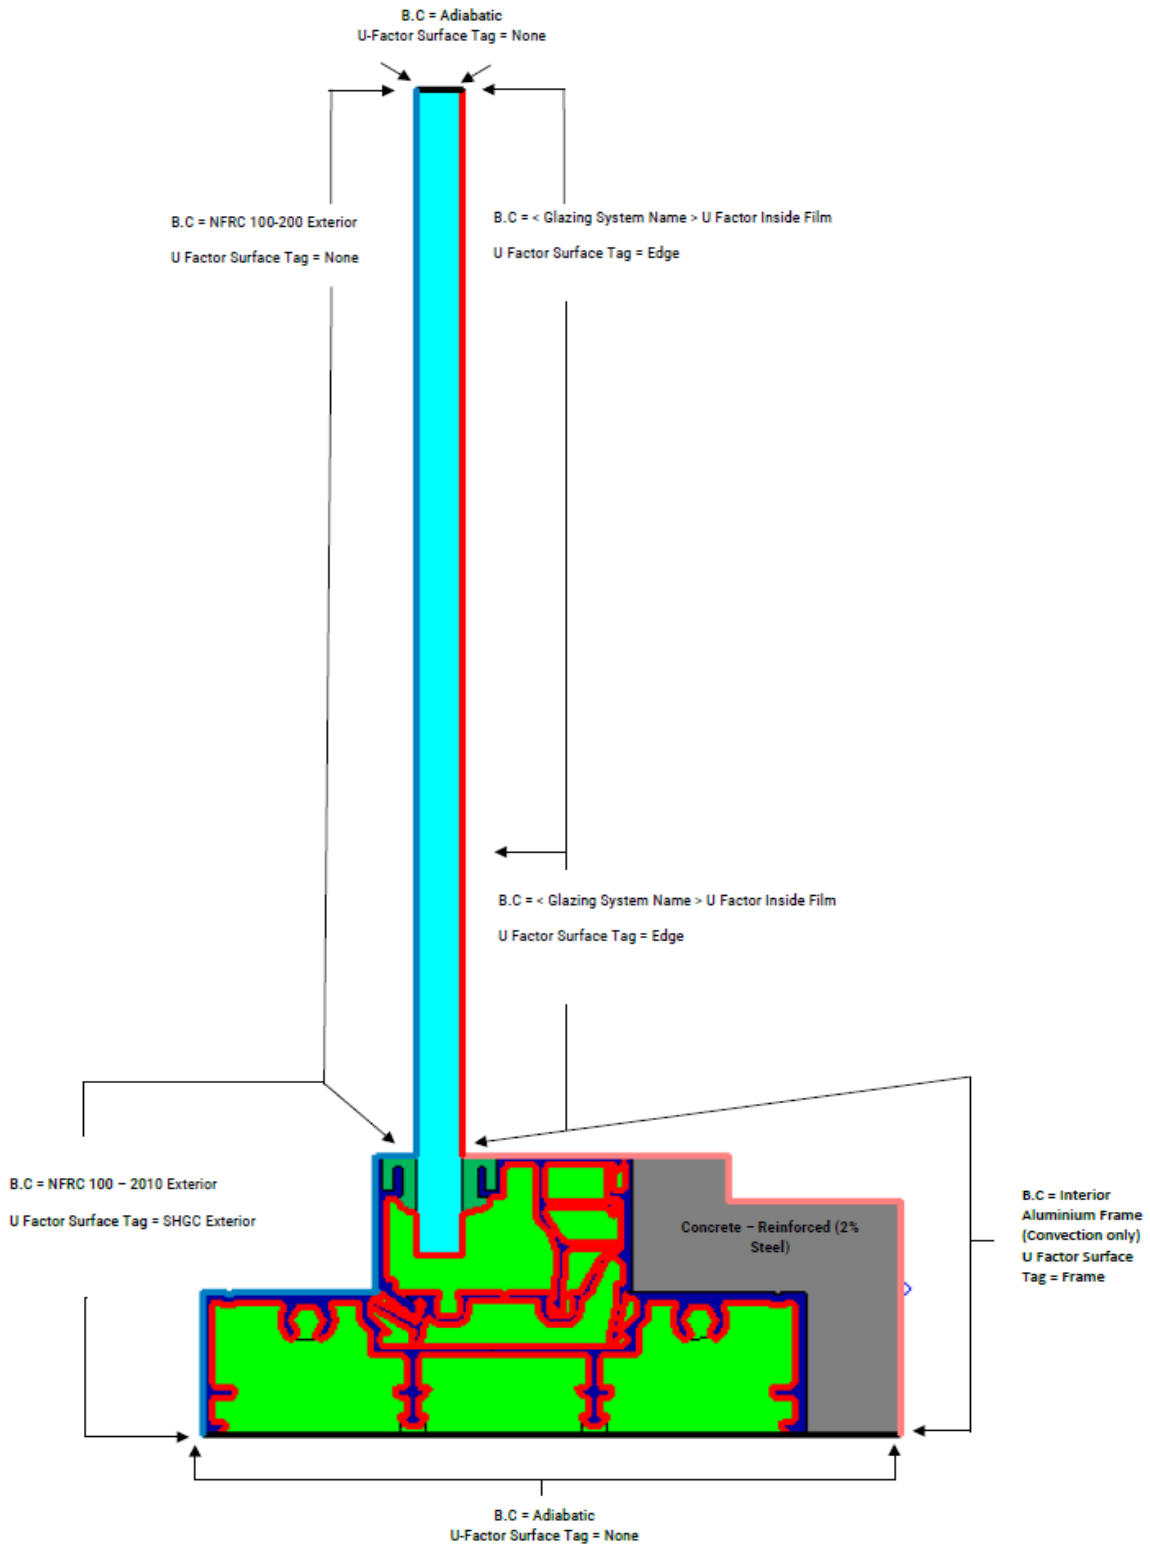 B.C = Adiabatic
U-Factor Surface Tag = None
B.C = NFRC 100-200 Exterior
U Factor Surface Tag = None
B.C = < Glazing System Name > U Factor Inside Film
U Factor Surface Tag = Edge
B.C = < Glazing System Name > U Factor Inside Film
U Factor Surface Tag = Edge
B.C = NFRC 100 – 2010 Exterior
U Factor Surface Tag = SHGC Exterior
Concrete – Reinforced (2%
Steel)
B.C = Interior
Aluminium Frame
(Convection only)
U Factor Surface
Tag = Frame
B.C = Adiabatic
U-Factor Surface Tag = None